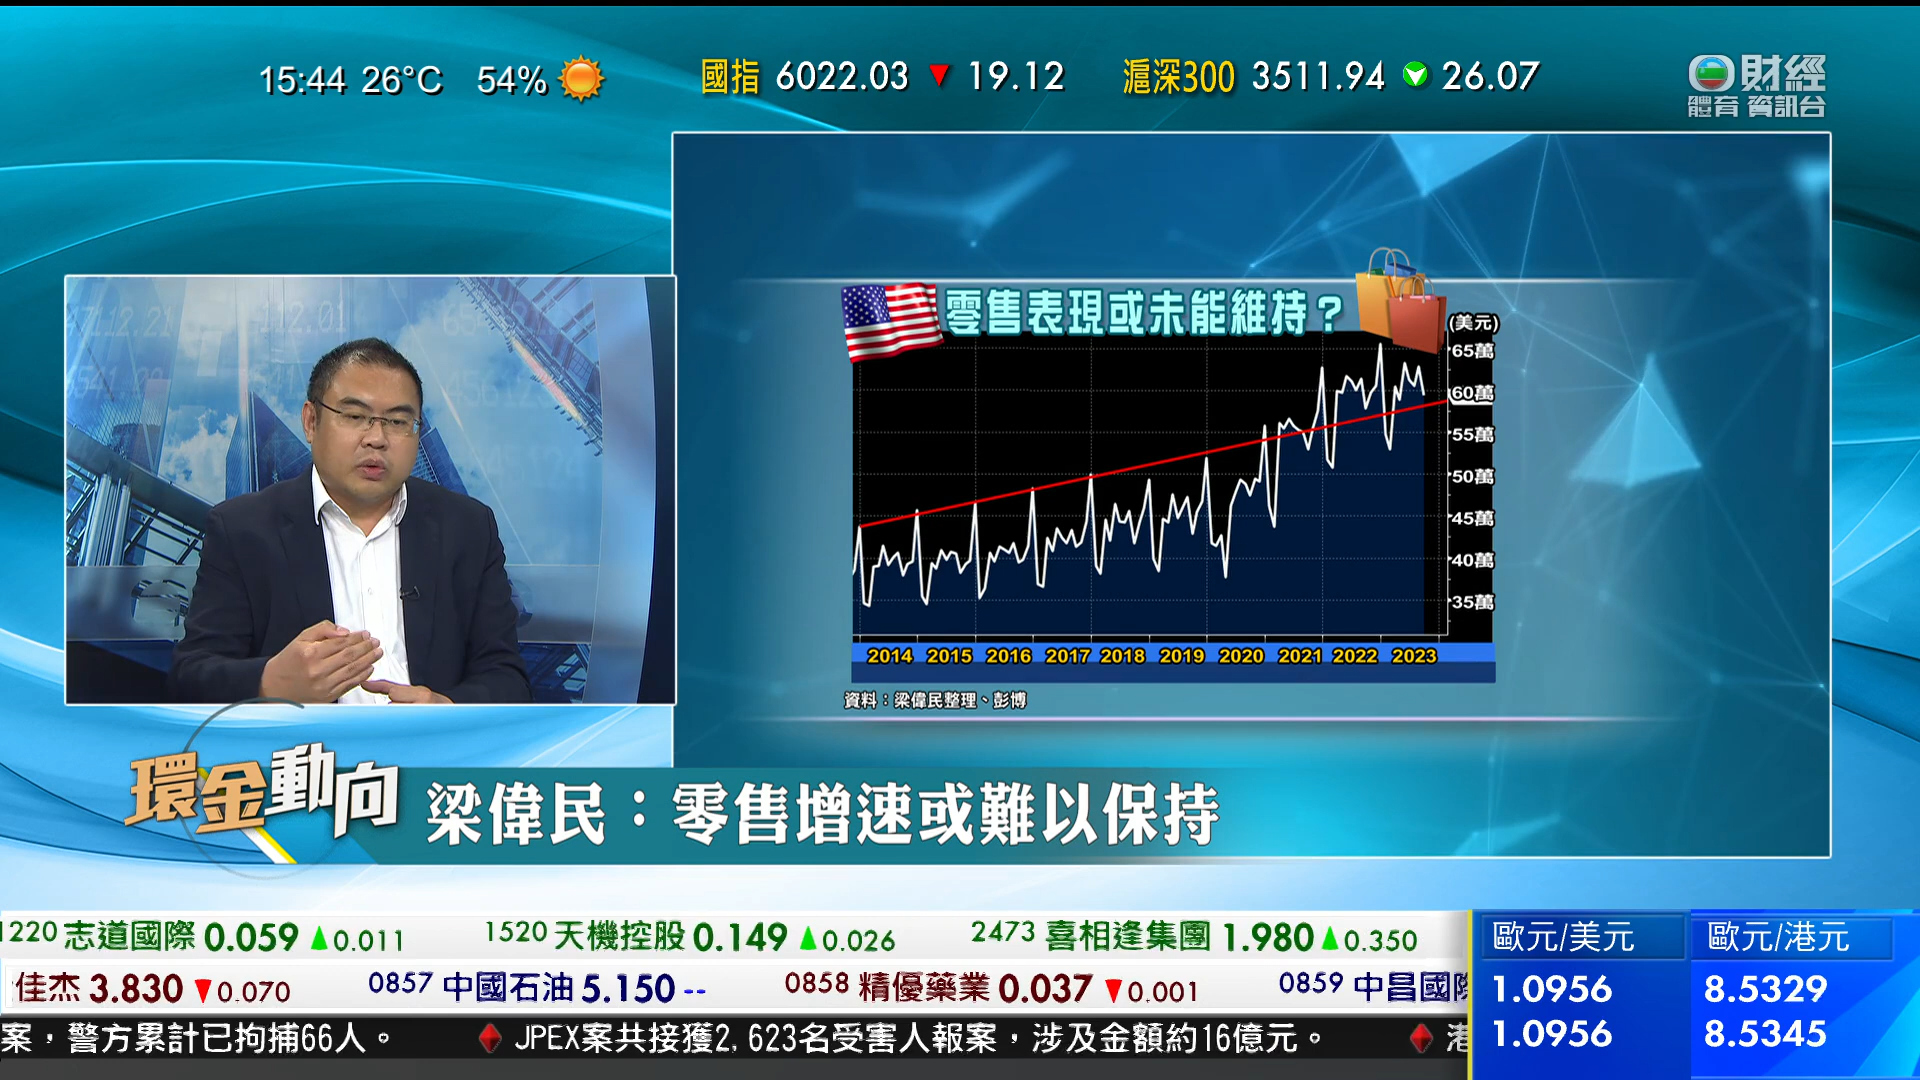 15:44 26°C 54%
國指 6022.03 ▼ 19.12
滬深300 3511.94 26.07
財經
體育 資訊台
零售表現或未能維持？
(美元)
65萬
60萬
55萬
50萬
45萬
40萬
35萬
2014 2015 2016 2017 2018 2019 2020 2021 2022 2023
資料：梁偉民整理、彭博
環金動向
梁偉民：零售增速或難以保持
1220 志道國際 0.059 ▲0.011 1520 天機控股 0.149 ▲0.026 2473 喜相逢集團 1.980 ▲0.350
佳杰 3.830 ▼0.070 0857 中國石油 5.150 -- 0858 精優藥業 0.037 ▼0.001 0859 中昌國際
案，警方累計已拘捕66人。 JPEX案共接獲2,623名受害人報案，涉及金額約16億元。 港
歐元/美元 歐元/港元
1.0956 8.5329
1.0956 8.5345